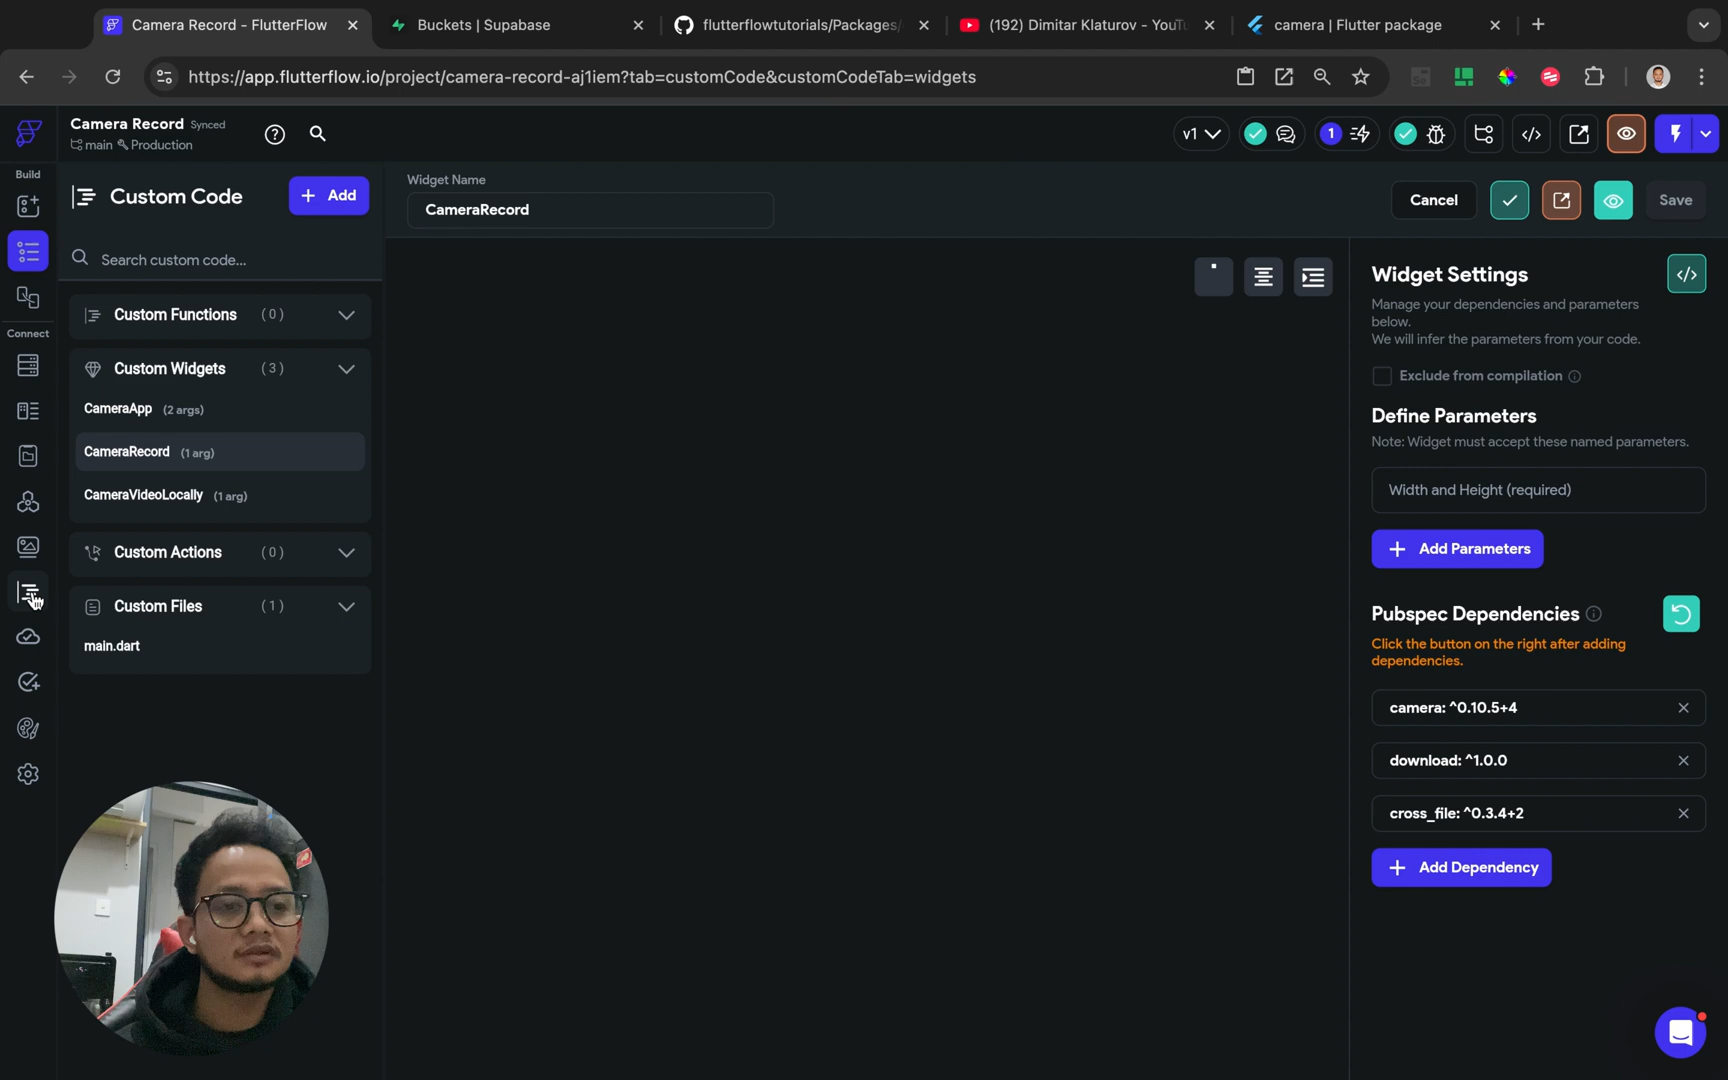 Camera Record - FlutterFlow
Buckets | Supabase
flutterflowtutorials/Packages/
(192) Dimitar Klaturov - YouTu
camera | Flutter package
https://app.flutterflow.io/project/camera-record-aj1iem?tab=customCode&customCodeTab=widgets
Camera Record Synced
main Production
v1
1
Build
Connect
Custom Code
+ Add
Search custom code...
Custom Functions (0)
Custom Widgets (3)
CameraApp (2 args)
CameraRecord (1 arg)
CameraVideoLocally (1 arg)
Custom Actions (0)
Custom Files (1)
main.dart
Widget Name
CameraRecord
Cancel
Save
Widget Settings
Manage your dependencies and parameters
below.
We will infer the parameters from your code.
Exclude from compilation
Define Parameters
Note: Widget must accept these named parameters.
Width and Height (required)
+ Add Parameters
Pubspec Dependencies
Click the button on the right after adding
dependencies.
camera: ^0.10.5+4
download: ^1.0.0
cross_file: ^0.3.4+2
+ Add Dependency